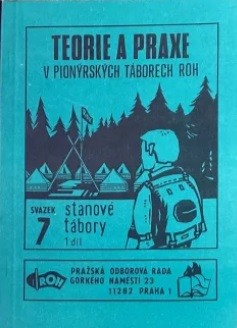 TEORIE A PRAXE
V PIONÝRSKÝCH TÁBORECH ROH
SVAZEK
7
stanové
tábory
1 díl
ROH
PRAŽSKÁ ODBOROVÁ RADA
GORKÉHO NÁMĚSTÍ 23
11282 PRAHA 1